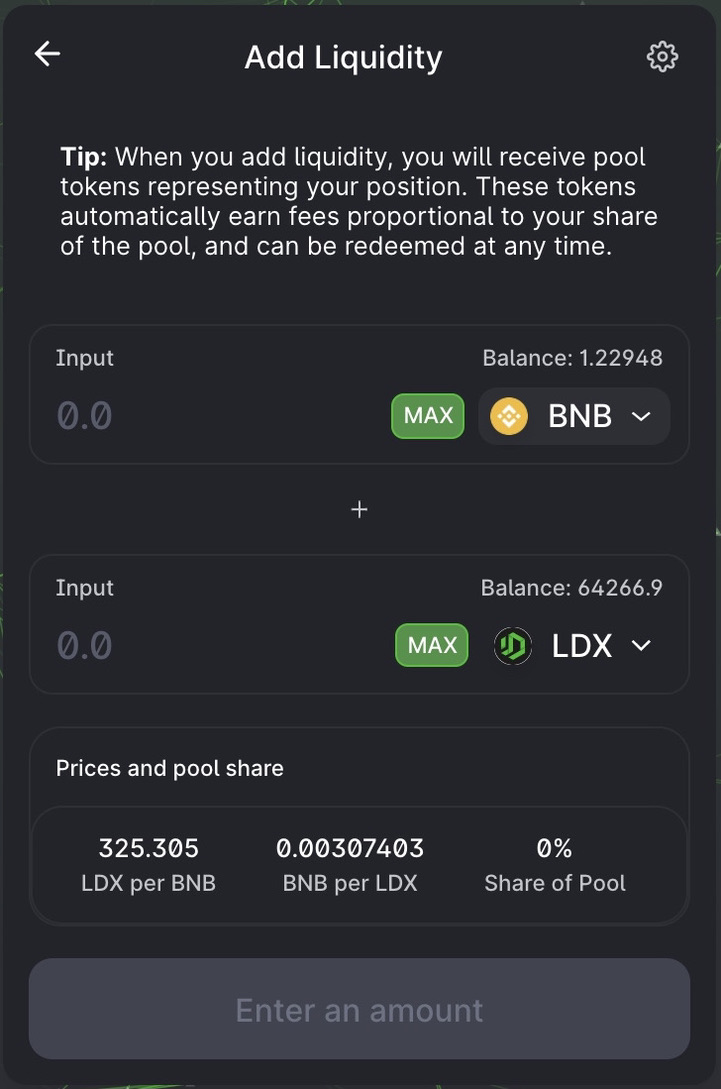 Add Liquidity
Tip: When you add liquidity, you will receive pool
tokens representing your position. These tokens
automatically earn fees proportional to your share
of the pool, and can be redeemed at any time.
Input
Balance: 1.22948
0.0
MAX
BNB
+
Input
Balance: 64266.9
0.0
MAX
LDX
Prices and pool share
325.305
0.00307403
0%
LDX per BNB
BNB per LDX
Share of Pool
Enter an amount